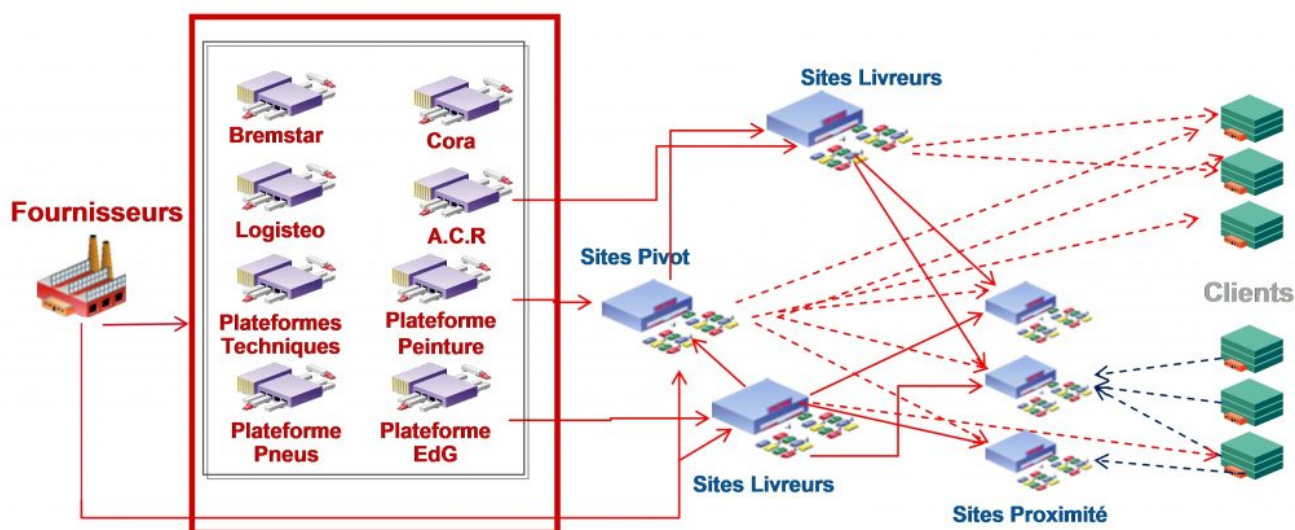 Sites Livreurs
Bremstar
Cora
Fournisseurs
Logisteo
A.C.R
Sites Pivot
Clients
Plateformes
Techniques
Plateforme
Peinture
Plateforme
Pneus
Plateforme
EdG
Sites Livreurs
Sites Proximité